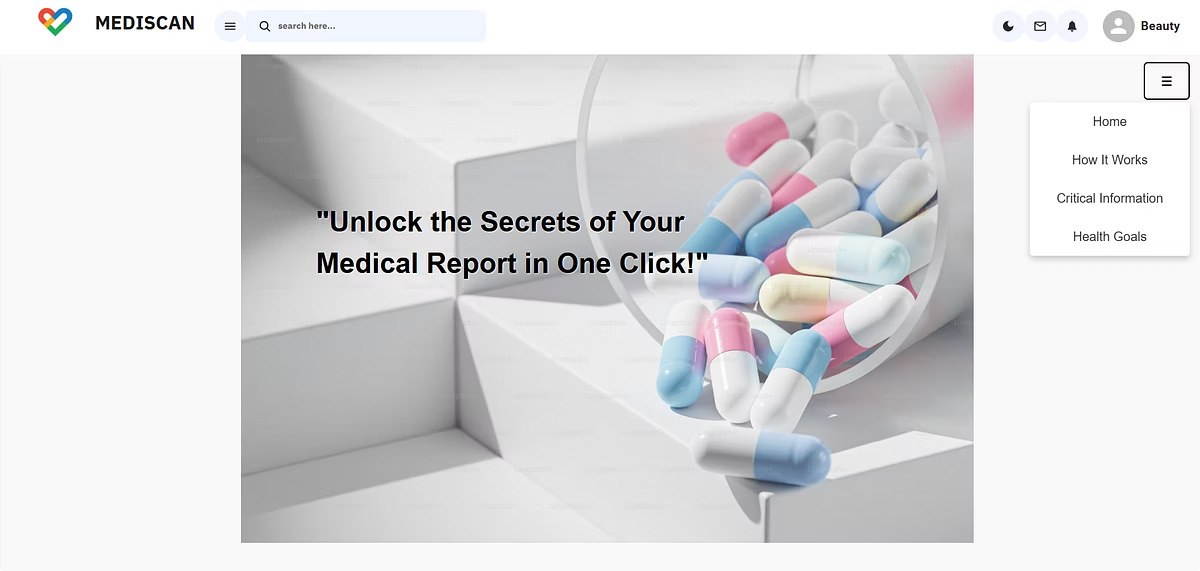 MEDISCAN
search here...
Beauty
"Unlock the Secrets of Your
Medical Report in One Click!"
Home
How It Works
Critical Information
Health Goals